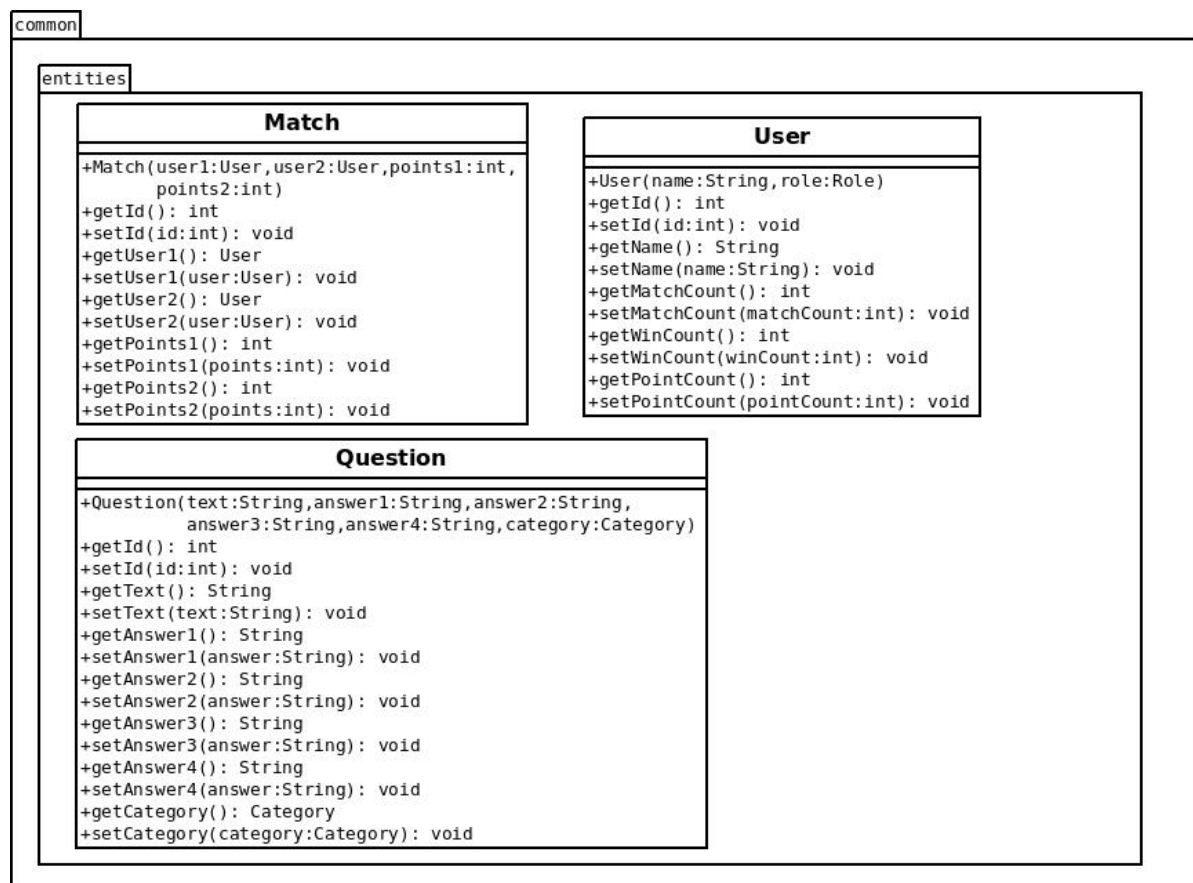 common
entities
Match
+Match(user1:User,user2:User,points1:int,
points2:int)
+getId(): int
+setId(id:int): void
+getUser1(): User
+setUser1(user:User): void
+getUser2(): User
+setUser2(user:User): void
+getPoints1(): int
+setPoints1(points:int): void
+getPoints2(): int
+setPoints2(points:int): void
User
+User(name:String,role:Role)
+getId(): int
+setId(id:int): void
+getName(): String
+setName(name:String): void
+getMatchCount(): int
+setMatchCount(matchCount:int): void
+getWinCount(): int
+setWinCount(winCount:int): void
+getPointCount(): int
+setPointCount(pointCount:int): void
Question
+Question(text:String,answer1:String,answer2:String,
answer3:String,answer4:String,category:Category)
+getId(): int
+setId(id:int): void
+getText(): String
+setText(text:String): void
+getAnswer1(): String
+setAnswer1(answer:String): void
+getAnswer2(): String
+setAnswer2(answer:String): void
+getAnswer3(): String
+setAnswer3(answer:String): void
+getAnswer4(): String
+setAnswer4(answer:String): void
+getCategory(): Category
+setCategory(category:Category): void